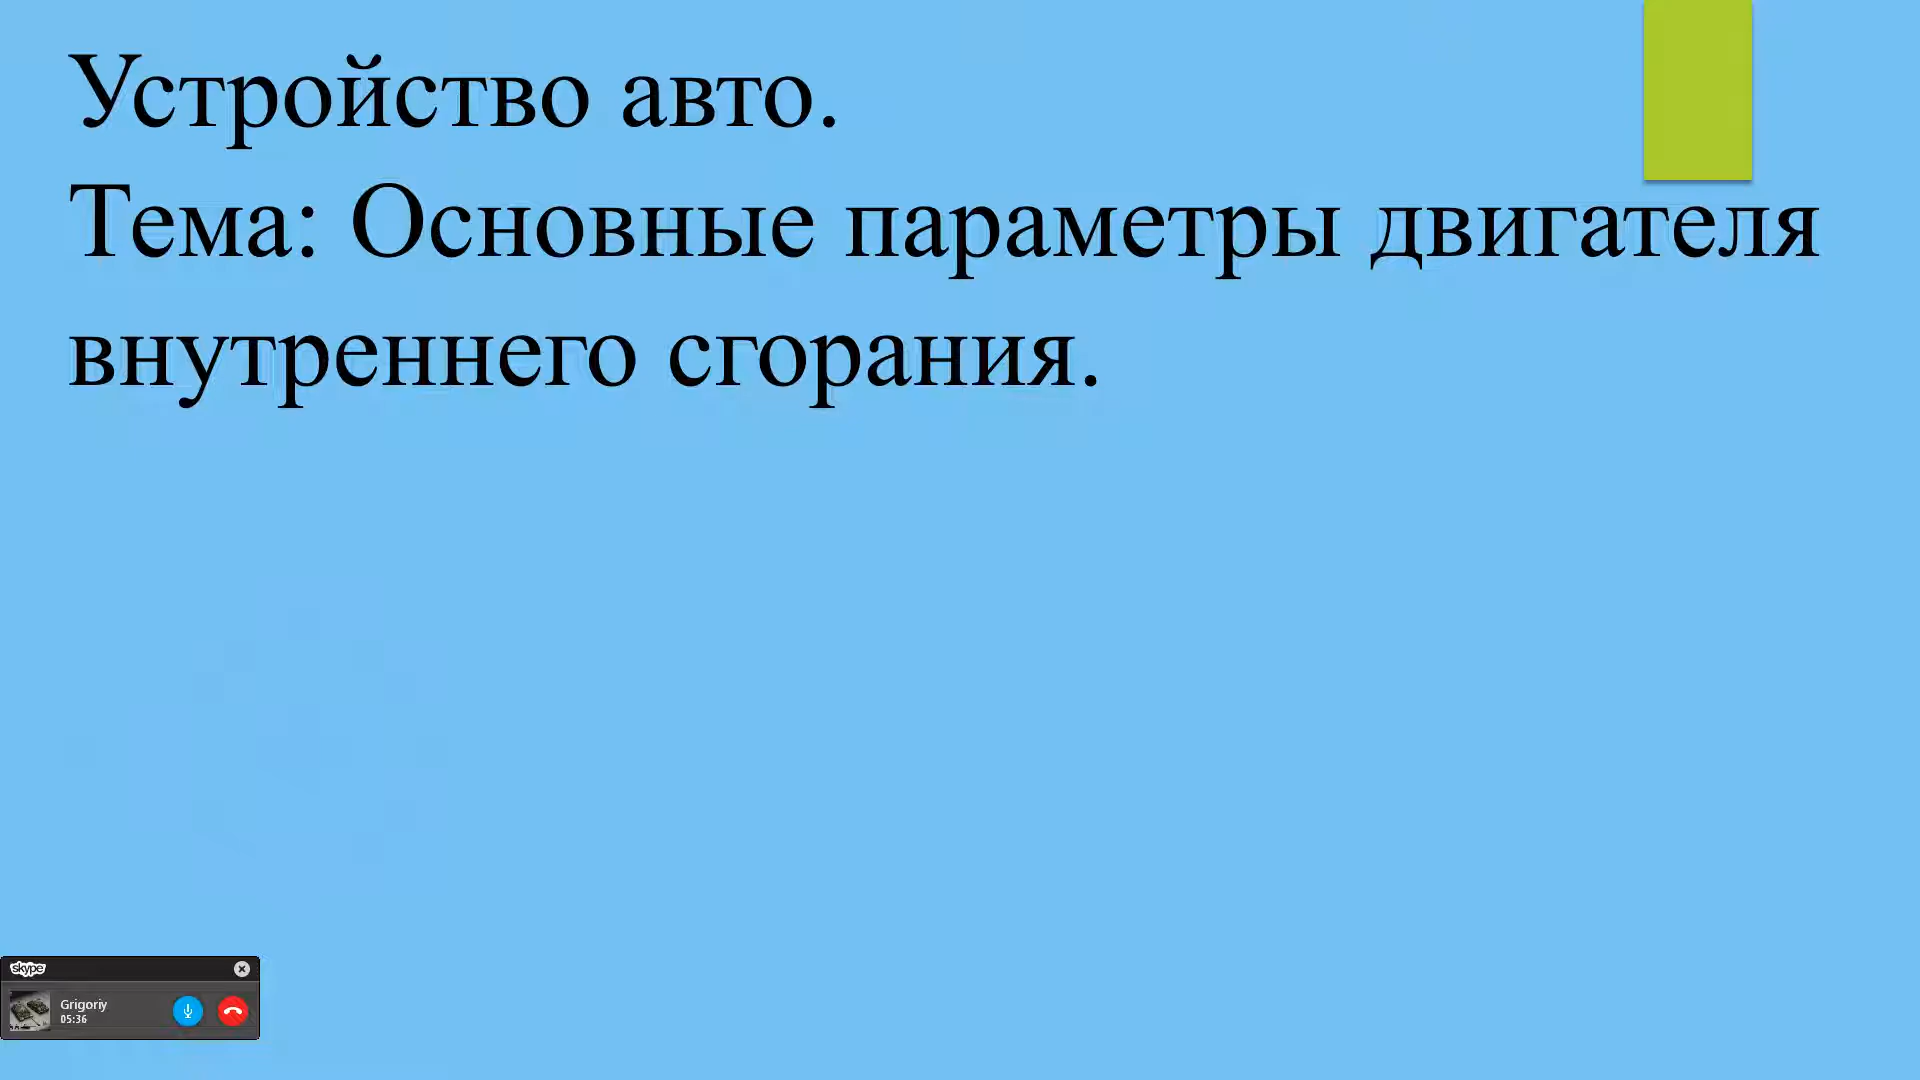 Устройство авто.
Тема: Основные параметры двигателя
внутреннего сгорания.
skype
Grigoriy
05:36